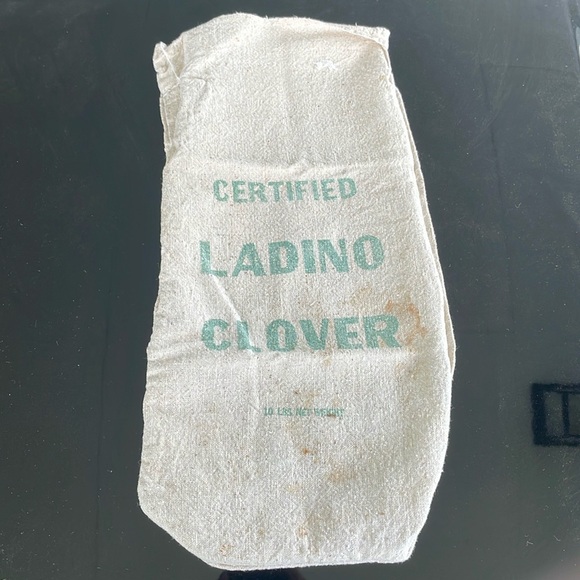 CERTIFIED
LADINO
CLOVER
10 LBS NET WEIGHT